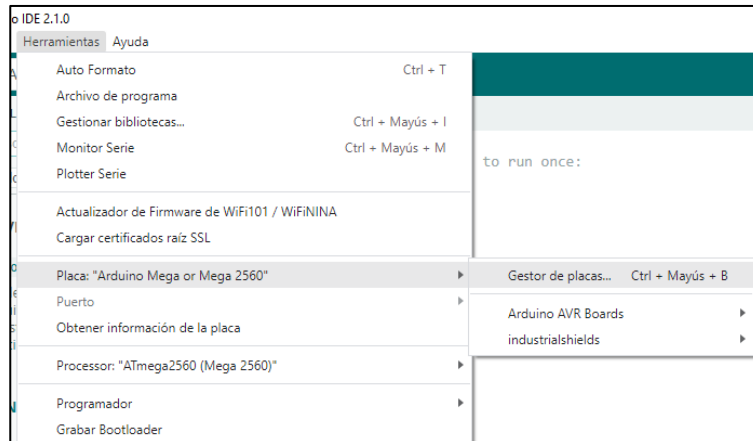 o IDE 2.1.0
Herramientas Ayuda
Auto Formato Ctrl + T
Archivo de programa
Gestionar bibliotecas... Ctrl + Mayús + I
Monitor Serie Ctrl + Mayús + M
to run once:
Plotter Serie
Actualizador de Firmware de WiFi101 / WiFiNINA
Cargar certificados raíz SSL
Placa: "Arduino Mega or Mega 2560" Gestor de placas... Ctrl + Mayús + B
Puerto
Arduino AVR Boards
Obtener información de la placa
industrialshields
Processor: "ATmega2560 (Mega 2560)"
Programador
Grabar Bootloader